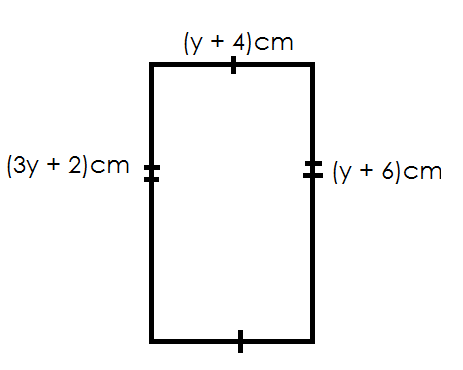 (y + 4)cm
(3y + 2)cm
(y + 6)cm